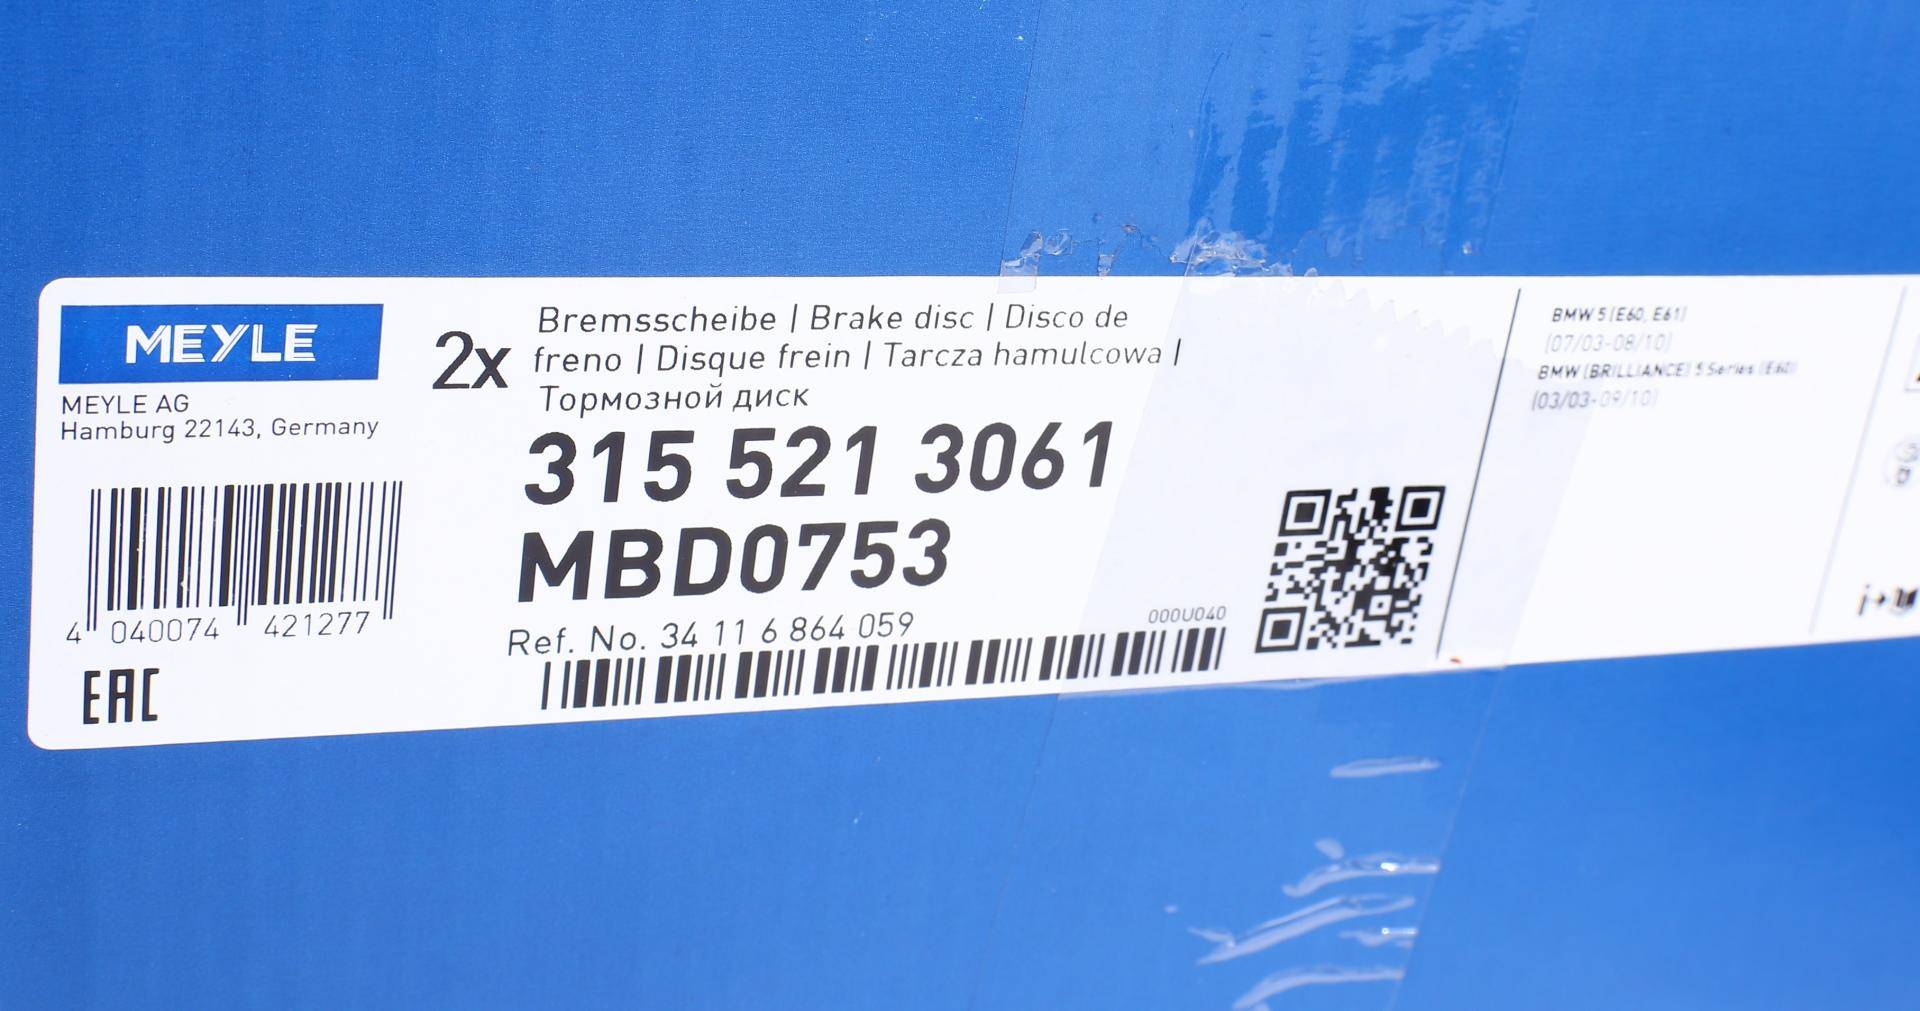 MEYLE
MEYLE AG
Hamburg 22143, Germany
4 040074 421277
EAC
2x
Bremsscheibe | Brake disc | Disco de
freno | Disque frein | Tarcza hamulcowa |
Тормозной диск
315 521 3061
MBD0753
Ref. No. 34 11 6 864 059
000U040
BMW 5 (E60, E61)
(07/03-08/10)
BMW (BRILLIANCE) 5 Series (E60)
(03/03-09/10)